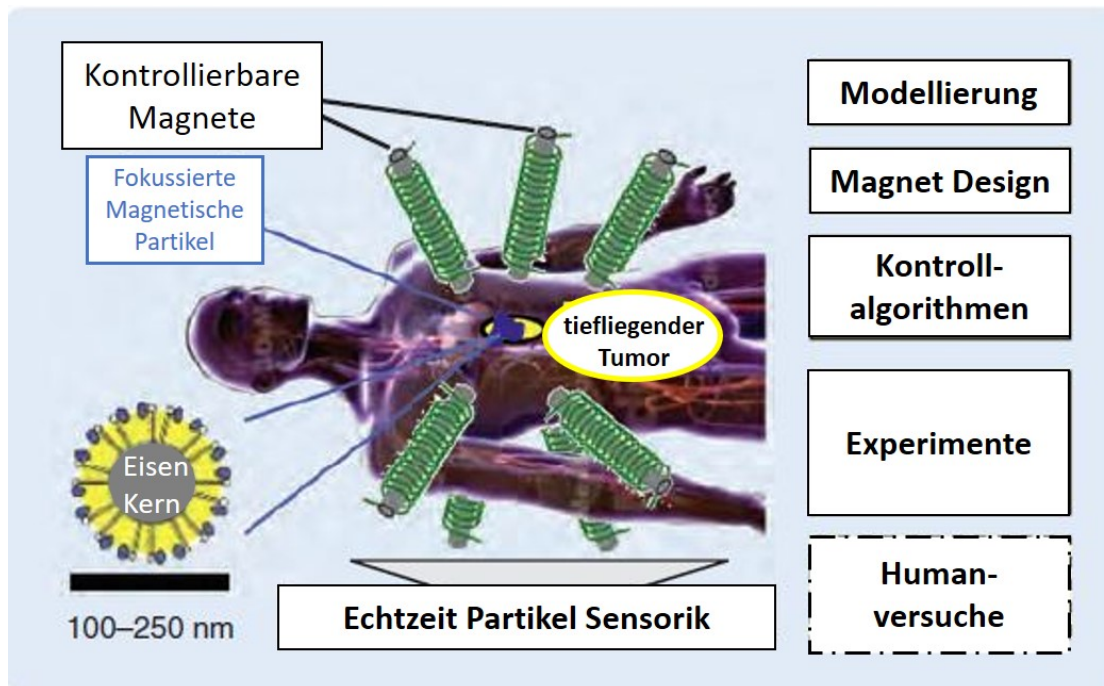 Kontrollierbare
Magnete
Fokussierte
Magnetische
Partikel
tiefliegender
Tumor
Eisen
Kern
100–250 nm
Echtzeit Partikel Sensorik
Modellierung
Magnet Design
Kontroll-
algorithmen
Experimente
Human-
versuche